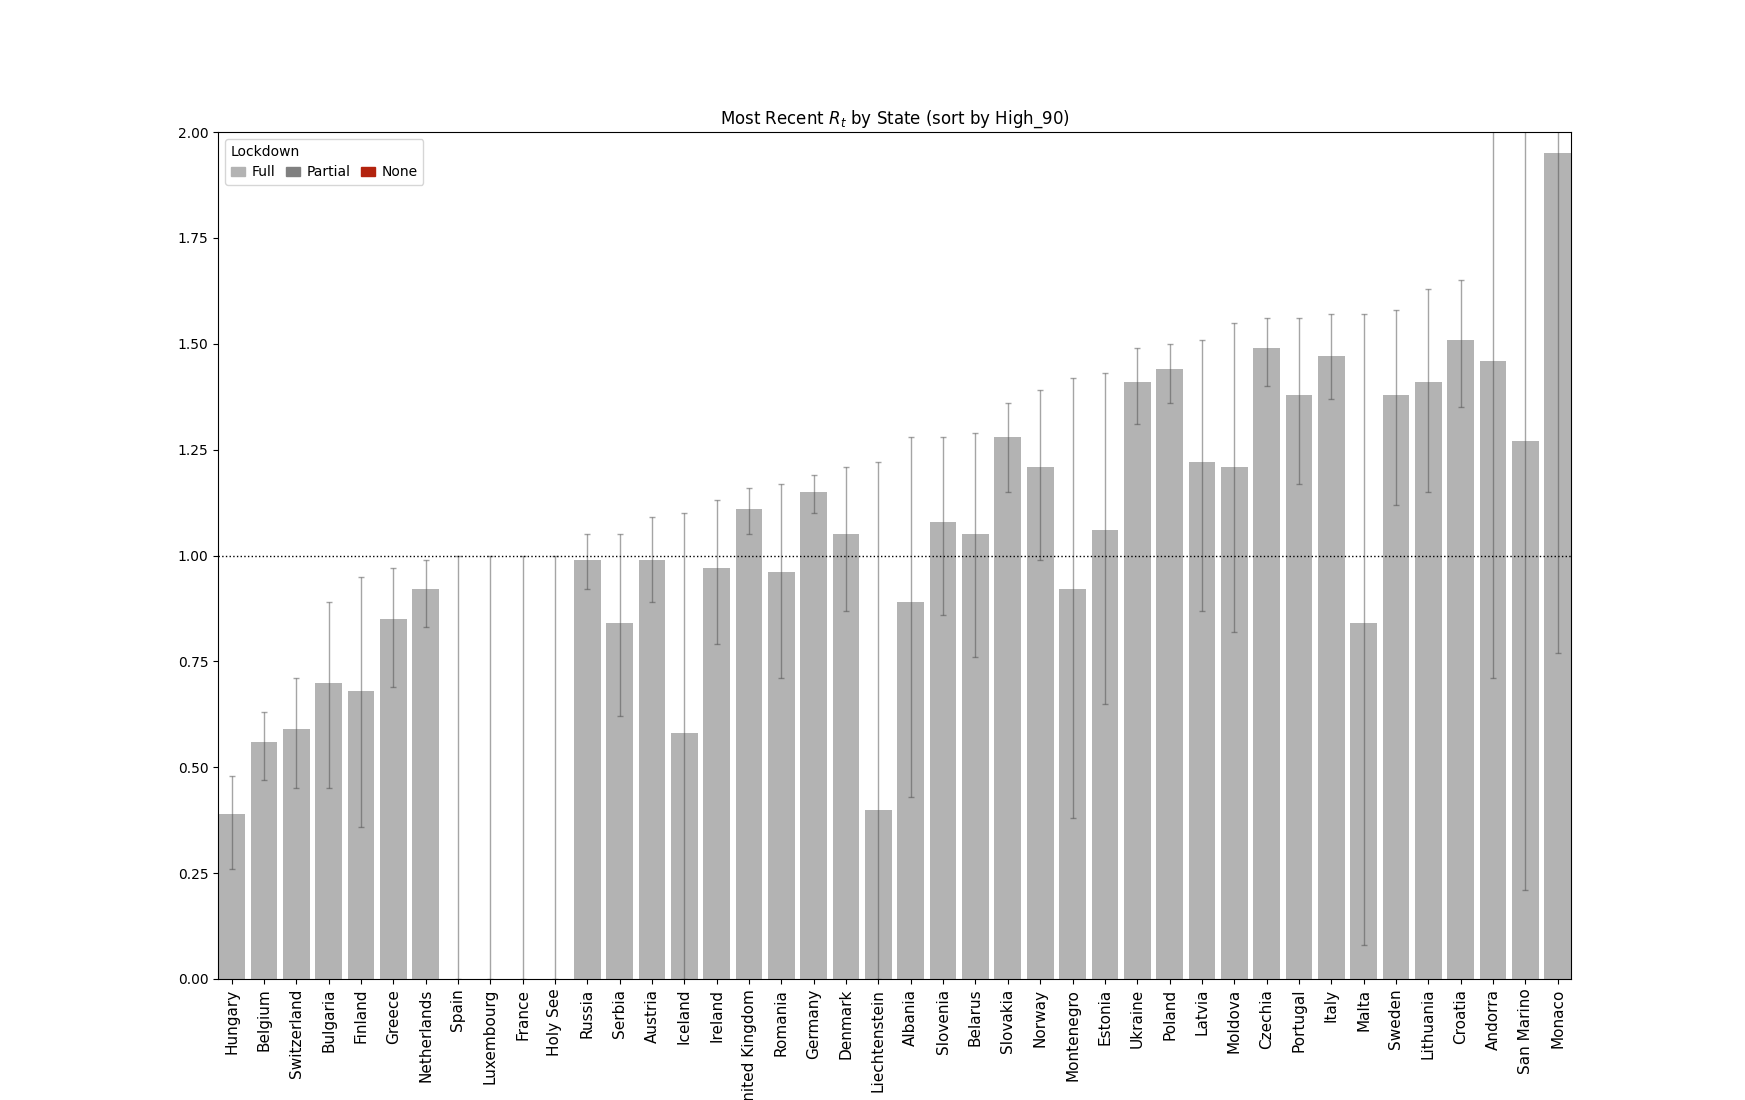 Most Recent R_t by State (sort by High_90)
Lockdown
Full Partial None
2.00
1.75
1.50
1.25
1.00
0.75
0.50
0.25
0.00
Hungary
Belgium
Switzerland
Bulgaria
Finland
Greece
Netherlands
Spain
Luxembourg
France
Holy See
Russia
Serbia
Austria
Iceland
Ireland
nited Kingdom
Romania
Germany
Denmark
Liechtenstein
Albania
Slovenia
Belarus
Slovakia
Norway
Montenegro
Estonia
Ukraine
Poland
Latvia
Moldova
Czechia
Portugal
Italy
Malta
Sweden
Lithuania
Croatia
Andorra
San Marino
Monaco